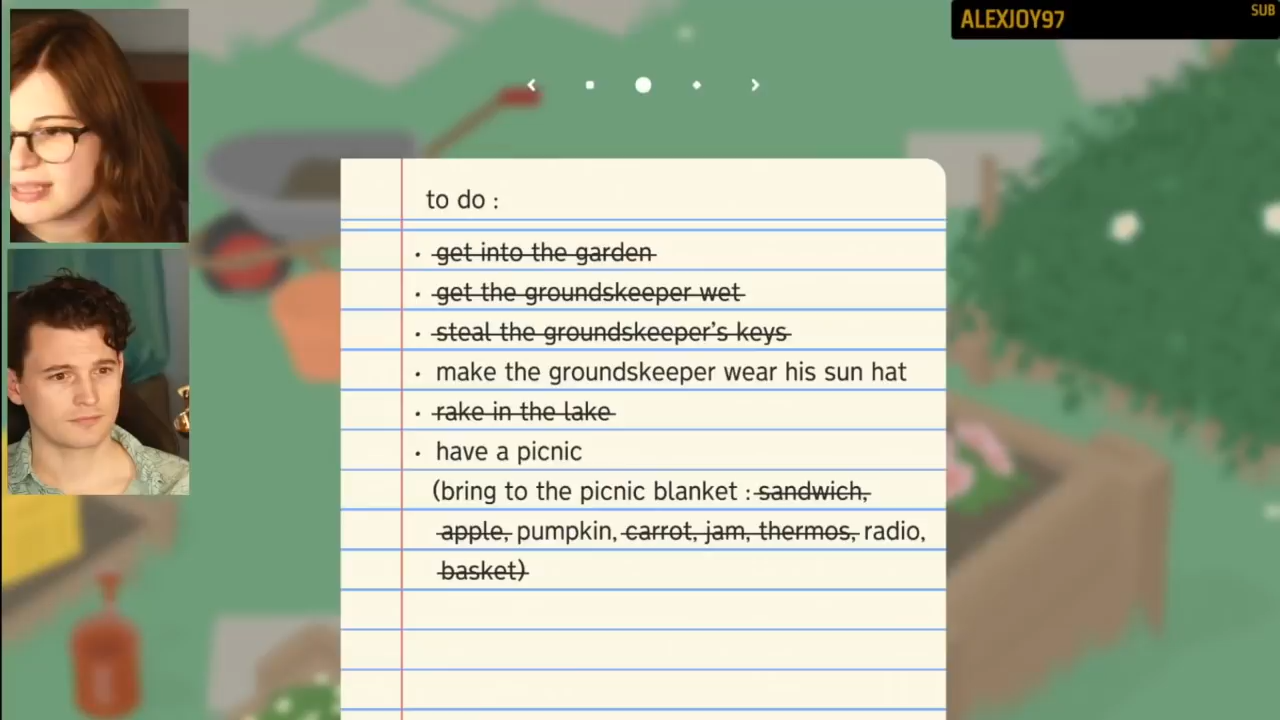 ALEXJOY97
SUB
to do :
· get into the garden
· get the groundskeeper wet
· steal the groundskeeper's keys
· make the groundskeeper wear his sun hat
· rake in the lake
· have a picnic
(bring to the picnic blanket : sandwich,
apple, pumpkin, carrot, jam, thermos, radio,
basket)